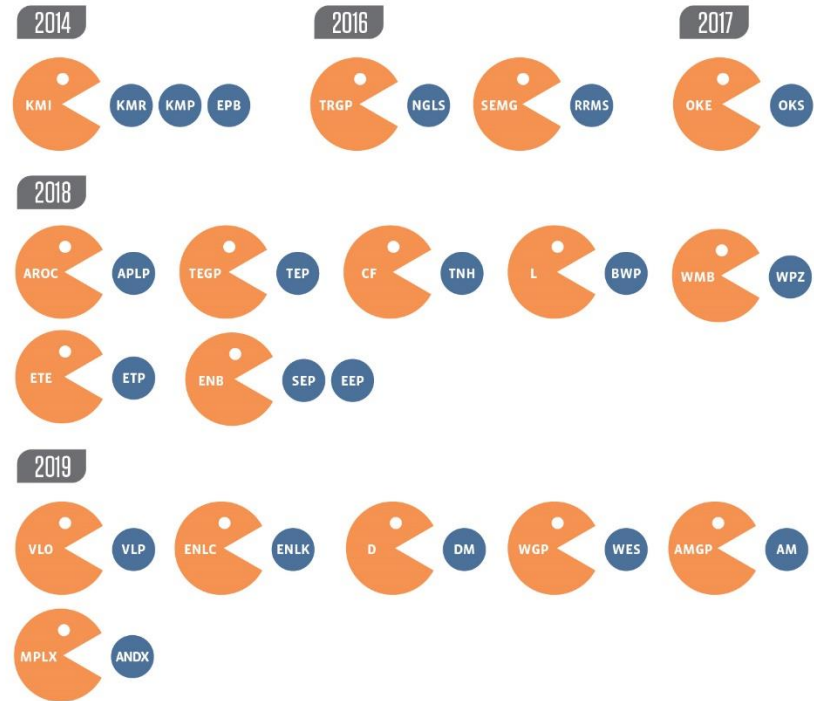 2014 2016 2017
KMI KMR KMP EPB TRGP NGLS SEMG RRMS OKE OKS
2018
AROC APLP TEGP TEP CF TNH L BWP WMB WPZ
ETE ETP ENB SEP EEP
2019
VLO VLP ENLC ENLK D DM WGP WES AMGP AM
MPLX ANDX